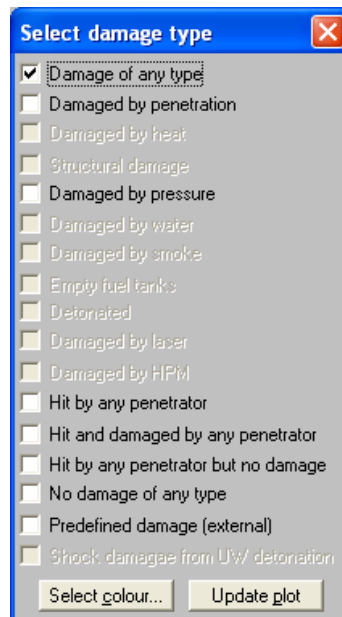 Select damage type
Damage of any type
Damaged by penetration
Damaged by heat
Structural damage
Damaged by pressure
Damaged by water
Damaged by smoke
Empty fuel tanks
Detonated
Damaged by laser
Damaged by HPM
Hit by any penetrator
Hit and damaged by any penetrator
Hit by any penetrator but no damage
No damage of any type
Predefined damage (external)
Shock damagae from UW detonation
Select colour... Update plot